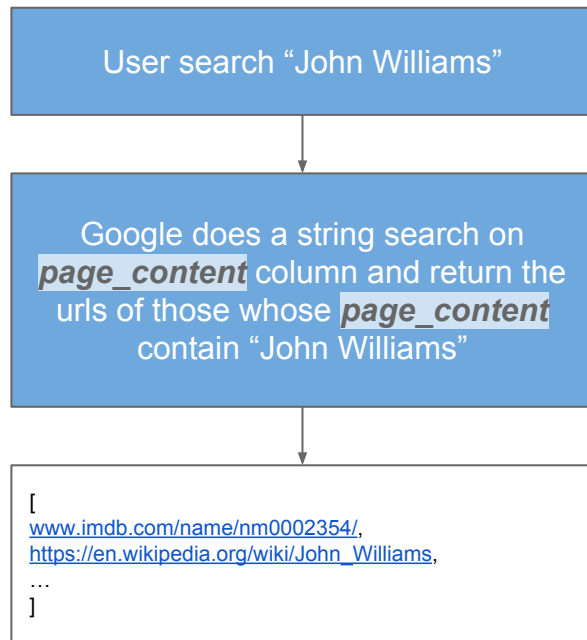 User search “John Williams”
Google does a string search on
page_content column and return the
urls of those whose page_content
contain “John Williams”
[
www.imdb.com/name/nm0002354/,
https://en.wikipedia.org/wiki/John_Williams,
…
]